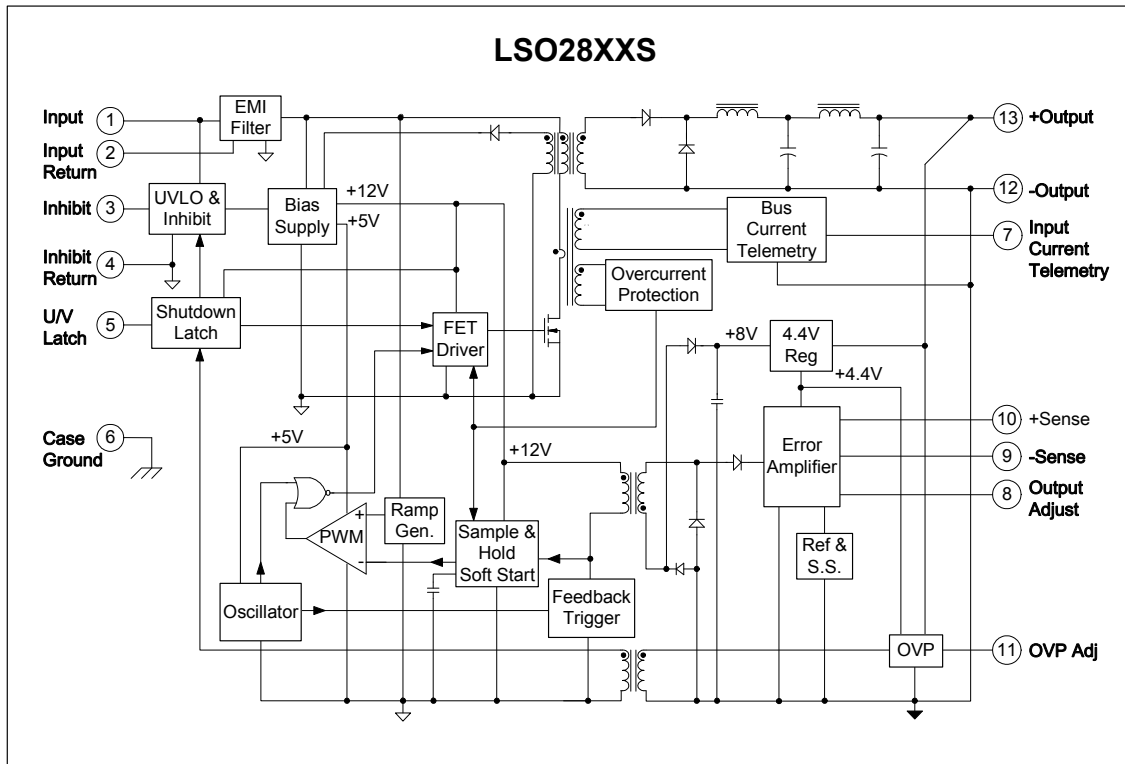 LSO28XXS
Input
1
EMI
Filter
Input
Return
2
Inhibit
3
UVLO &
Inhibit
Bias
Supply
+12V
+5V
Inhibit
Return
4
U/V
Latch
5
Shutdown
Latch
FET
Driver
Case
Ground
6
+5V
+12V
PWM
+
-
Ramp
Gen.
Sample &
Hold
Soft Start
Oscillator
Feedback
Trigger
Bus
Current
Telemetry
Overcurrent
Protection
+8V
4.4V
Reg
+4.4V
Error
Amplifier
Ref &
S.S.
OVP
13
+Output
12
-Output
7
Input
Current
Telemetry
10
+Sense
9
-Sense
8
Output
Adjust
11
OVP Adj